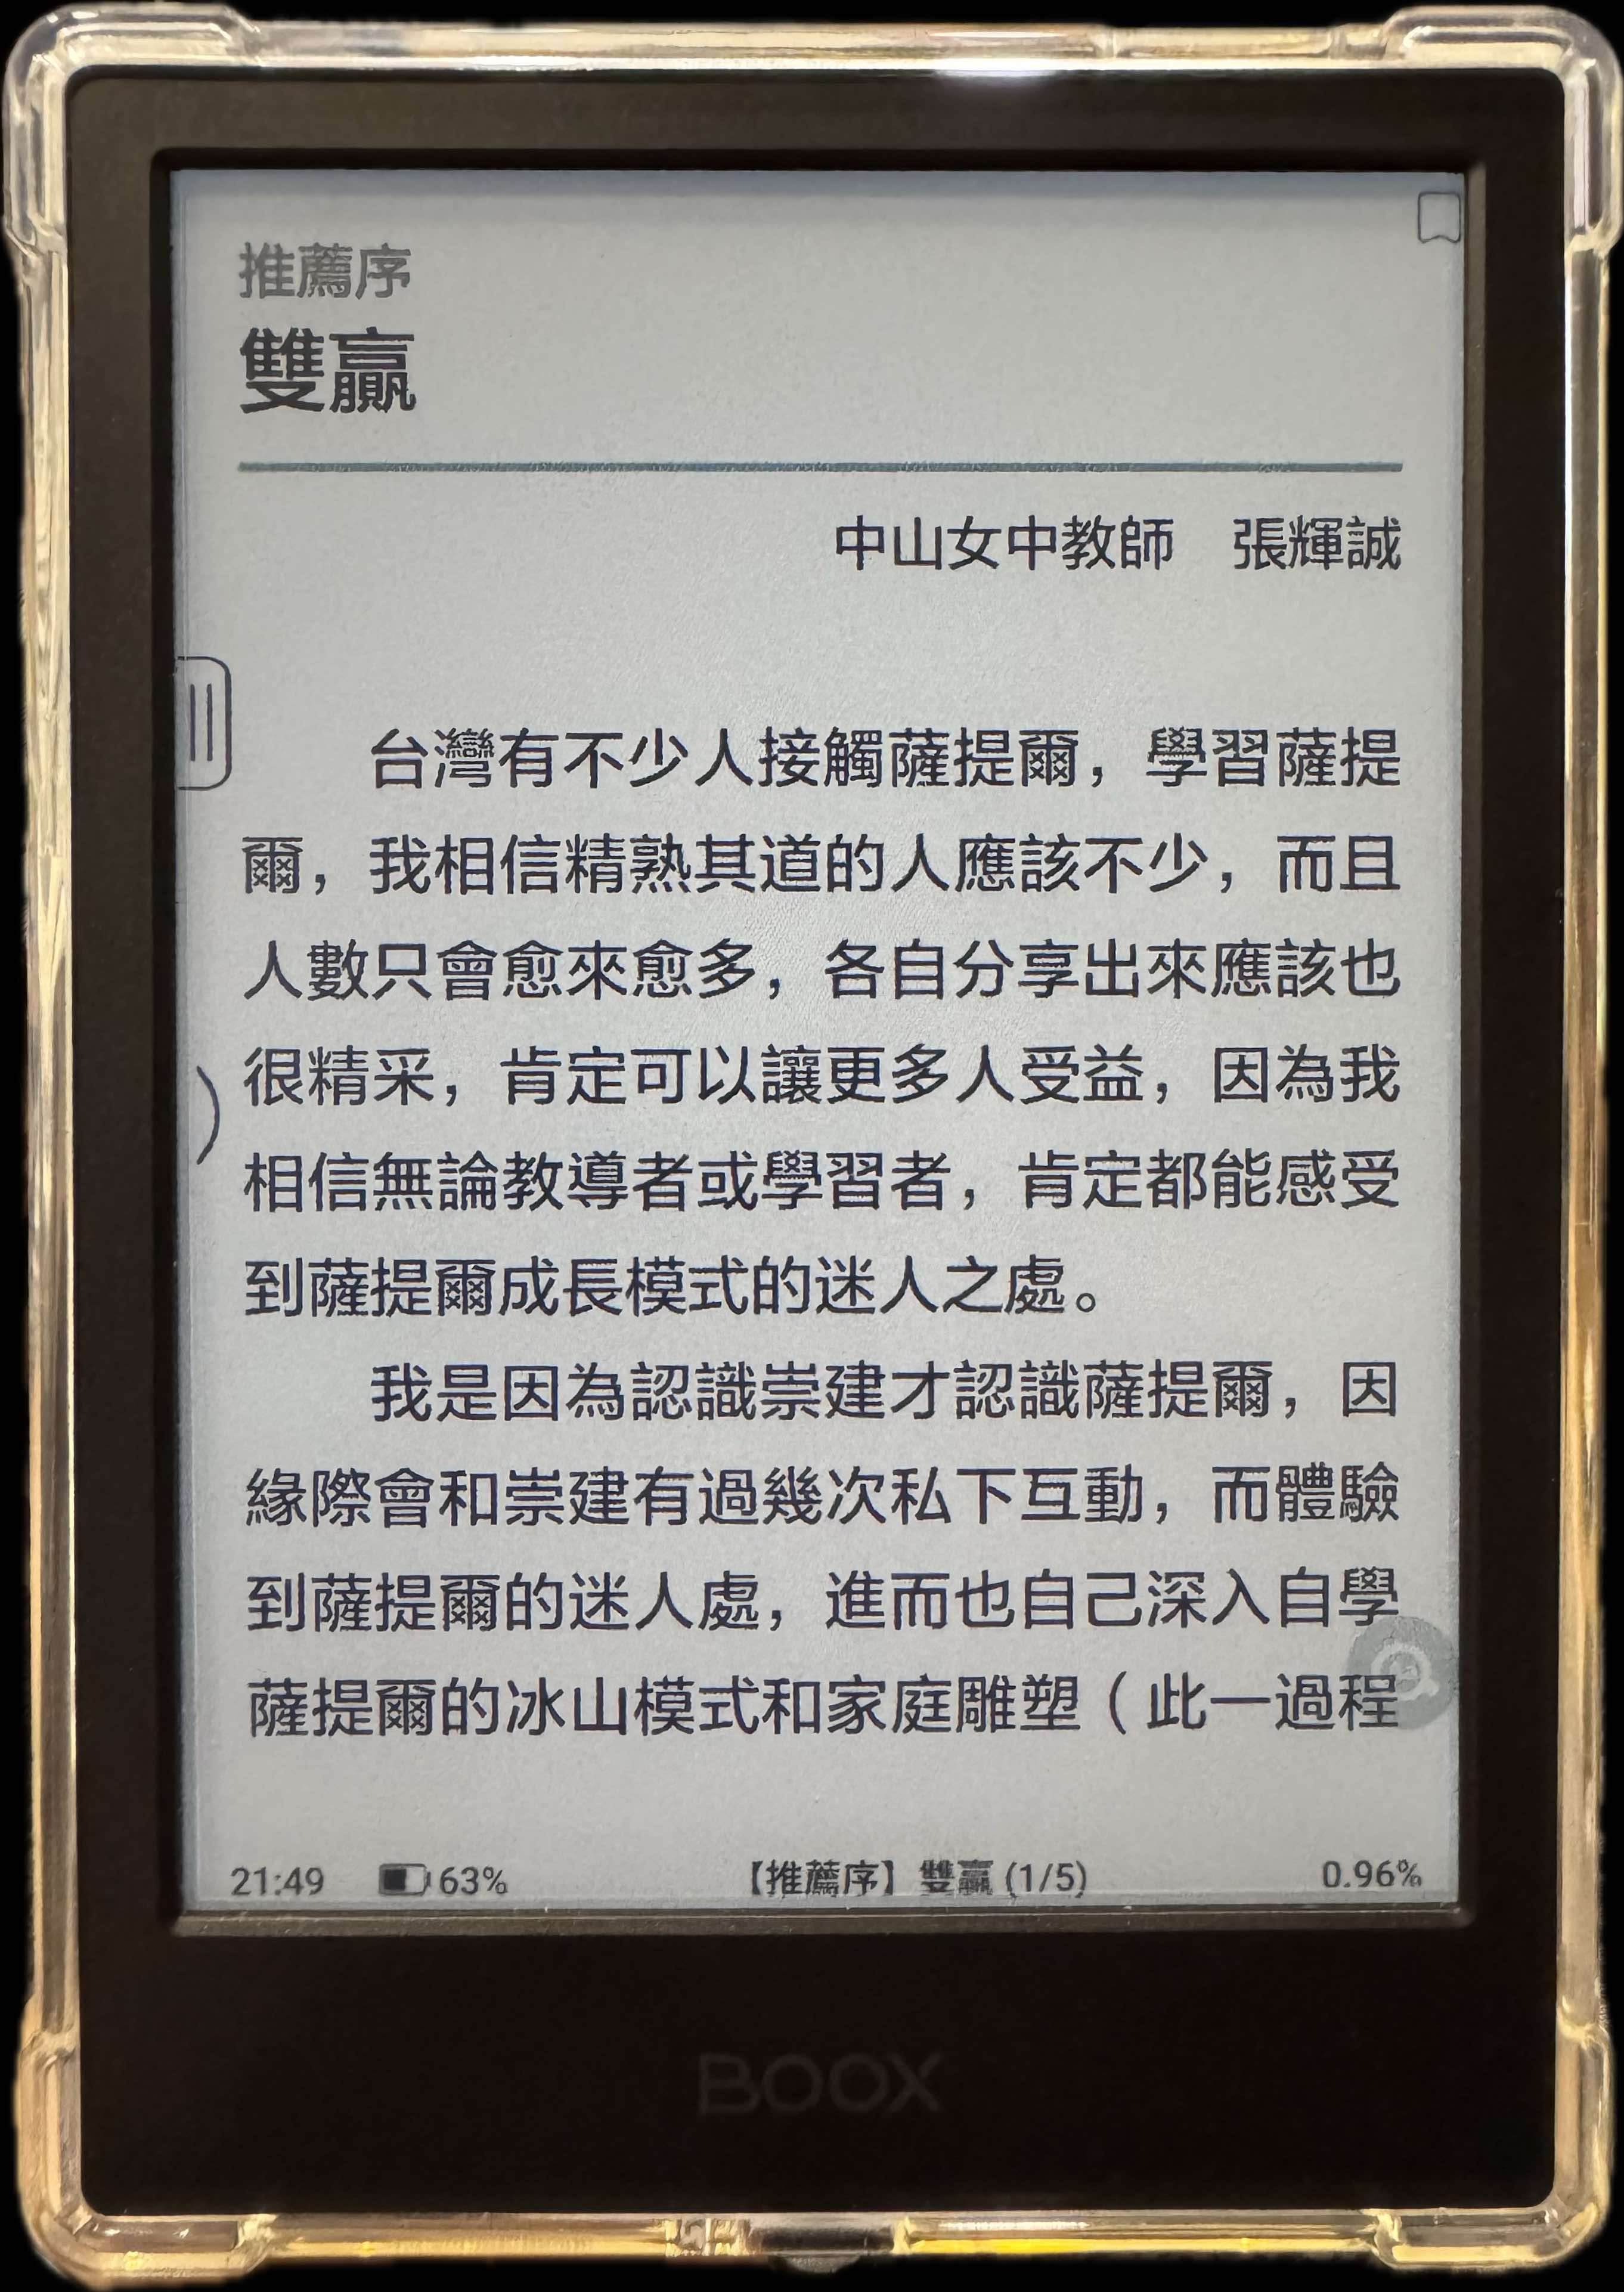 推薦序
雙贏
中山女中教師　張輝誠
台灣有不少人接觸薩提爾，學習薩提
爾，我相信精熟其道的人應該不少，而且
人數只會愈來愈多，各自分享出來應該也
很精采，肯定可以讓更多人受益，因為我
相信無論教導者或學習者，肯定都能感受
到薩提爾成長模式的迷人之處。
我是因為認識崇建才認識薩提爾，因
緣際會和崇建有過幾次私下互動，而體驗
到薩提爾的迷人處，進而也自己深入自學
薩提爾的冰山模式和家庭雕塑（此一過程
21:49 63% 【推薦序】雙贏 (1/5) 0.96%
BOOX